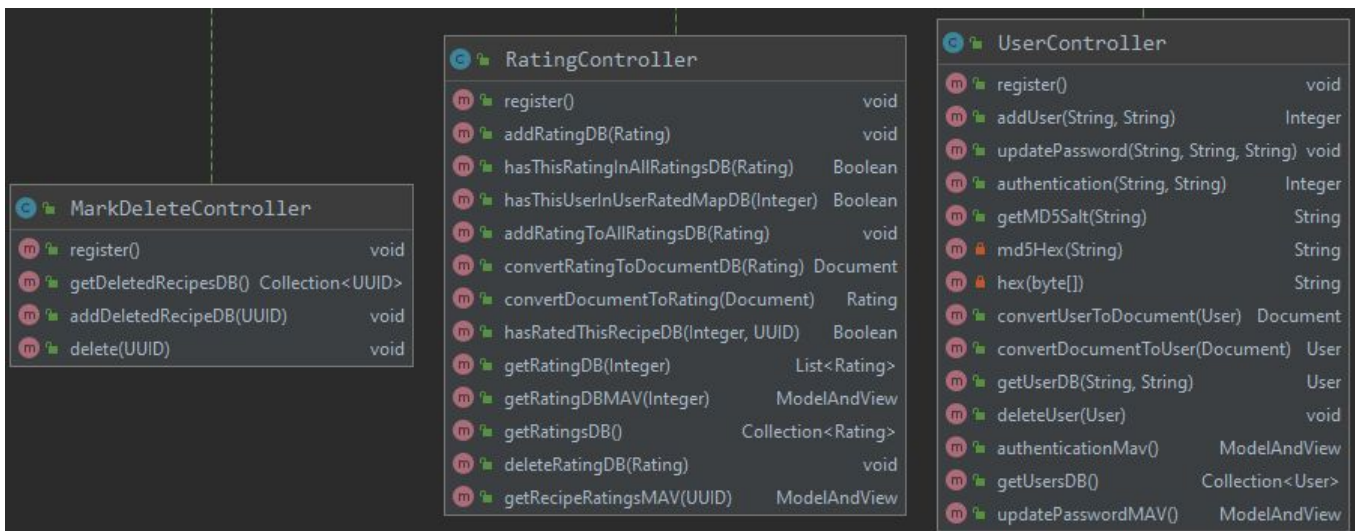 MarkDeleteController
register() void
getDeletedRecipesDB() Collection<UUID>
addDeletedRecipeDB(UUID) void
delete(UUID) void
RatingController
register() void
addRatingDB(Rating) void
hasThisRatingInAllRatingsDB(Rating) Boolean
hasThisUserInUserRatedMapDB(Integer) Boolean
addRatingToAllRatingsDB(Rating) void
convertRatingToDocumentDB(Rating) Document
convertDocumentToRating(Document) Rating
hasRatedThisRecipeDB(Integer, UUID) Boolean
getRatingDB(Integer) List<Rating>
getRatingDBMAV(Integer) ModelAndView
getRatingsDB() Collection<Rating>
deleteRatingDB(Rating) void
getRecipeRatingsMAV(UUID) ModelAndView
UserController
register() void
addUser(String, String) Integer
updatePassword(String, String, String) void
authentication(String, String) Integer
getMD5Salt(String) String
md5Hex(String) String
hex(byte[]) String
convertUserToDocument(User) Document
convertDocumentToUser(Document) User
getUserDB(String, String) User
deleteUser(User) void
authenticationMav() ModelAndView
getUsersDB() Collection<User>
updatePasswordMAV() ModelAndView